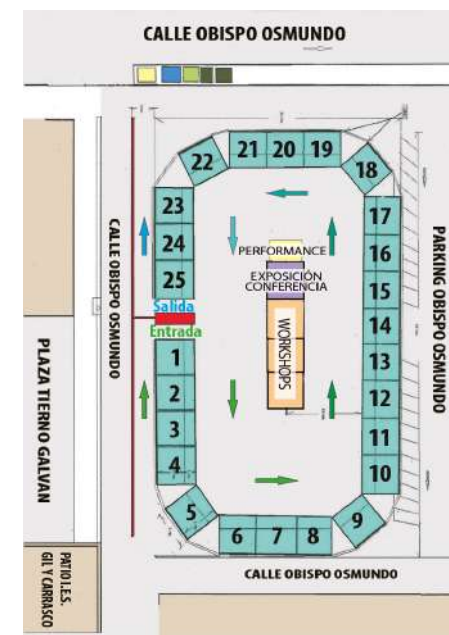 CALLE OBISPO OSMUNDO
22
21
20
19
18
23
24
25
17
16
15
14
13
12
11
10
PERFORMANCE
EXPOSICIÓN
CONFERENCIA
WORKSHOPS
Salida
Entrada
1
2
3
4
5
6
7
8
9
CALLE OBISPO OSMUNDO
PARKING OBISPO OSMUNDO
PLAZA TIERNO GALVAN
PATIO I.E.S.
GIL Y CARRASCO
CALLE OBISPO OSMUNDO